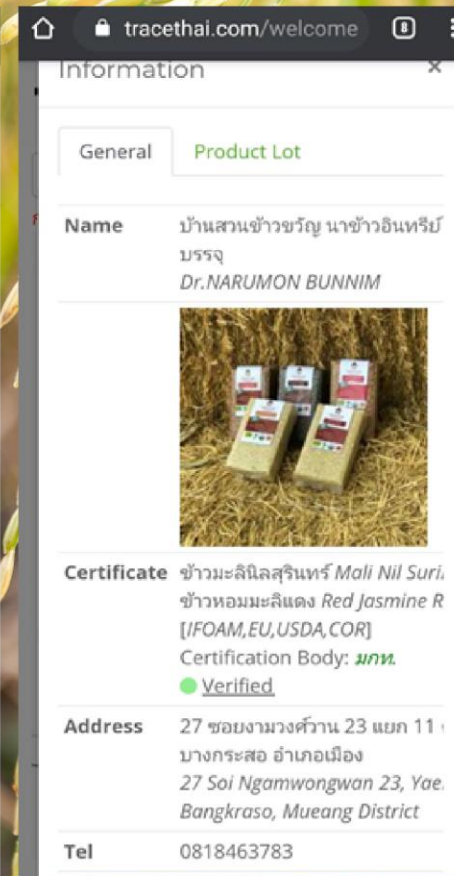 tracethai.com/welcome
8
Information
×
General
Product Lot
Name
บ้านสวนข้าวขวัญ นาข้าวอินทรีย์
บรรจุ
Dr.NARUMON BUNNIM
Certificate
ข้าวมะลินิลสุรินทร์ Mali Nil Suri
ข้าวหอมมะลิแดง Red Jasmine R
[IFOAM,EU,USDA,COR]
Certification Body: มกท.
Verified
Address
27 ซอยงามวงศ์วาน 23 แยก 11
บางกระสอ อำเภอเมือง
27 Soi Ngamwongwan 23, Yae
Bangkraso, Mueang District
Tel
0818463783